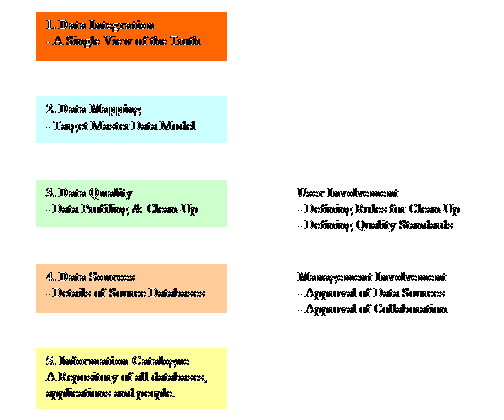 1. Data Integration
- A Single View of the Truth
2. Data Mapping
- Target Master Data Model
3. Data Quality
- Data Profiling & Clean Up
User Involvement
- Defining Rules for Clean Up
- Defining Quality Standards
4. Data Sources
- Details of Source Databases
Management Involvement
- Approval of Data Sources
- Approval of Collaboration
5. Information Catalogue
A Repository of all databases,
applications and people.